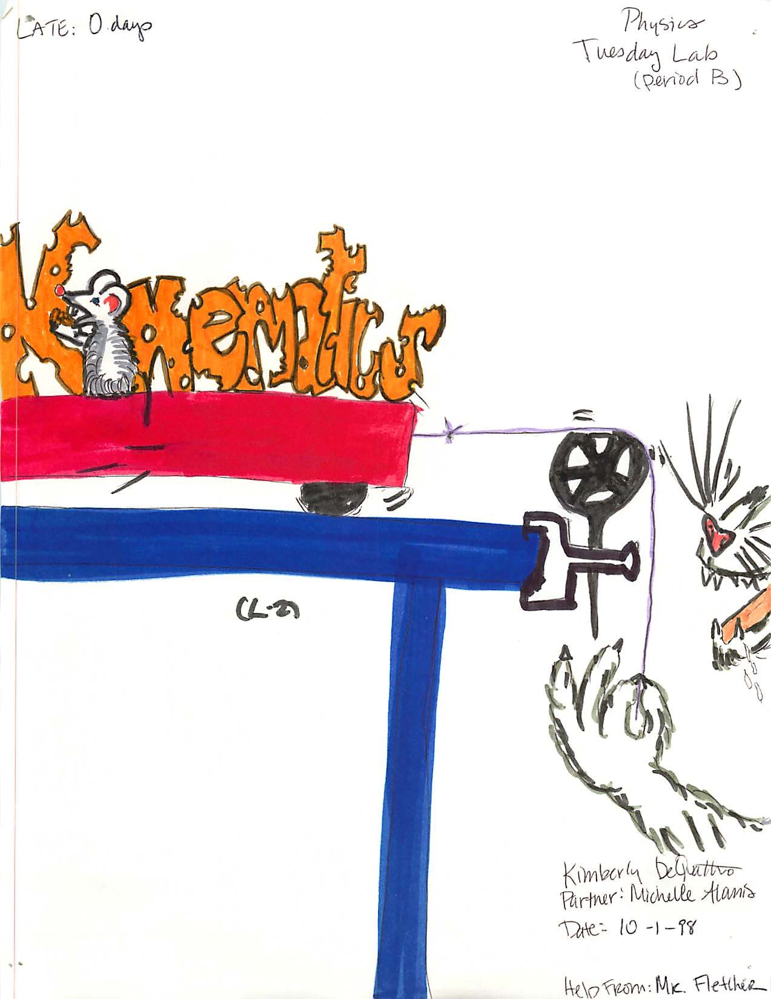 LATE: 0 days
Physics
Tuesday Lab
(period B)
Kinematics
(L-2)
Kimberly DeQuattro
Partner: Michelle Alanis
Date: 10-1-98
Help From: Mr. Fletcher